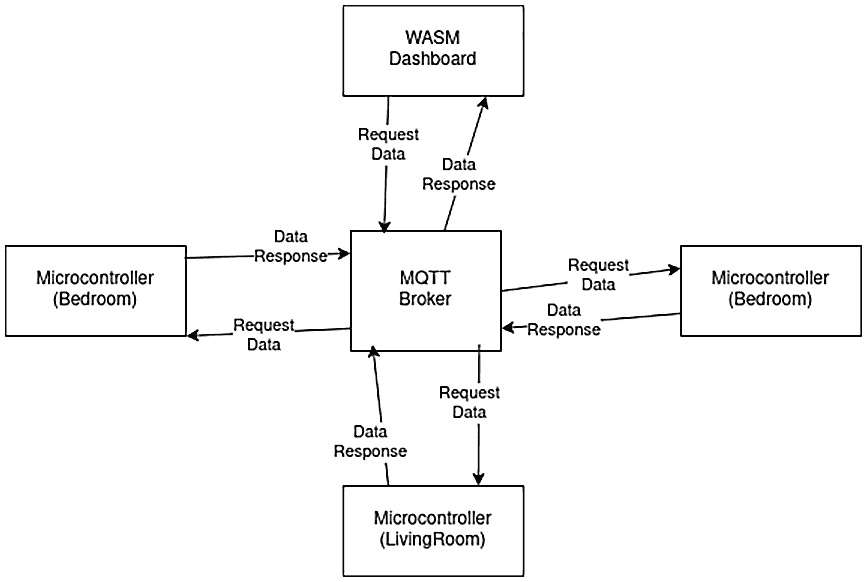 WASM
Dashboard
Request
Data
Data
Response
Data
Response
Microcontroller
(Bedroom)
Request
Data
MQTT
Broker
Request
Data
Data
Response
Microcontroller
(Bedroom)
Request
Data
Data
Response
Microcontroller
(LivingRoom)